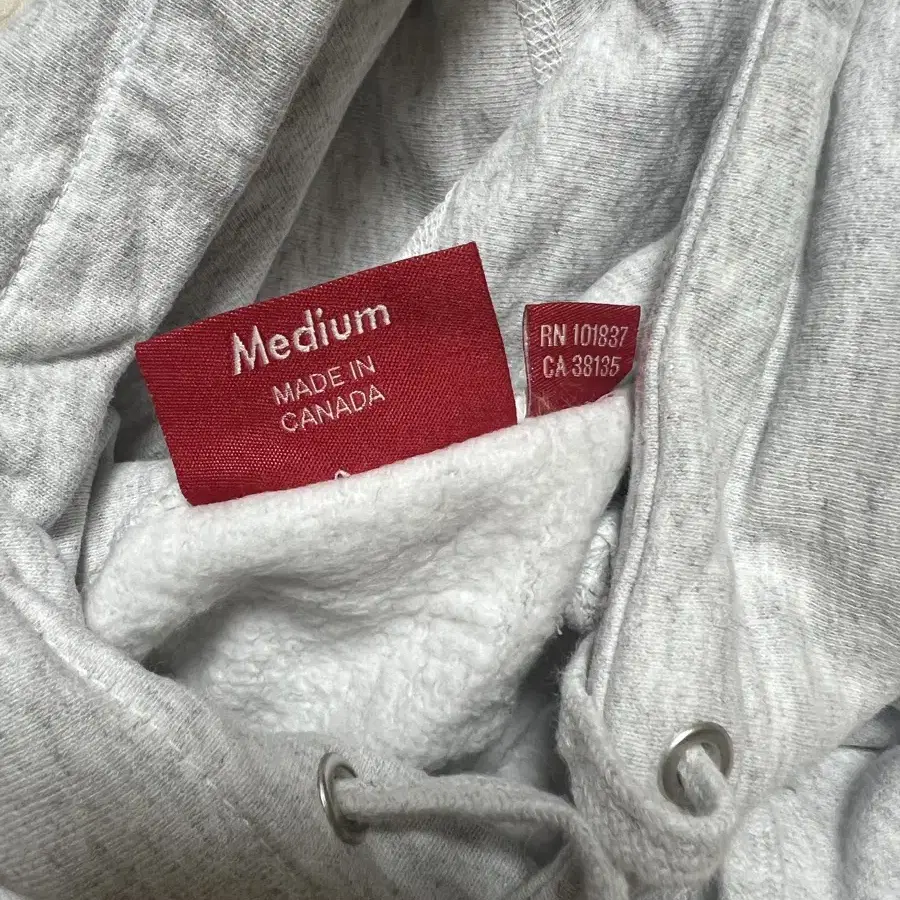 Medium
MADE IN
CANADA
RN 101837
CA 38135